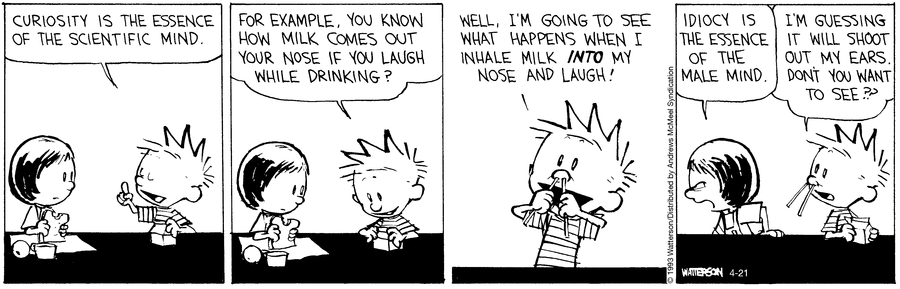 CURIOSITY IS THE ESSENCE
OF THE SCIENTIFIC MIND.
FOR EXAMPLE, YOU KNOW
HOW MILK COMES OUT
YOUR NOSE IF YOU LAUGH
WHILE DRINKING?
WELL, I'M GOING TO SEE
WHAT HAPPENS WHEN I
INHALE MILK INTO MY
NOSE AND LAUGH!
© 1993 Watterson/Distributed by Andrews McMeel Syndication
IDIOCY IS
THE ESSENCE
OF THE
MALE MIND.
I'M GUESSING
IT WILL SHOOT
OUT MY EARS.
DON'T YOU WANT
TO SEE??
WATTERSON 4-21